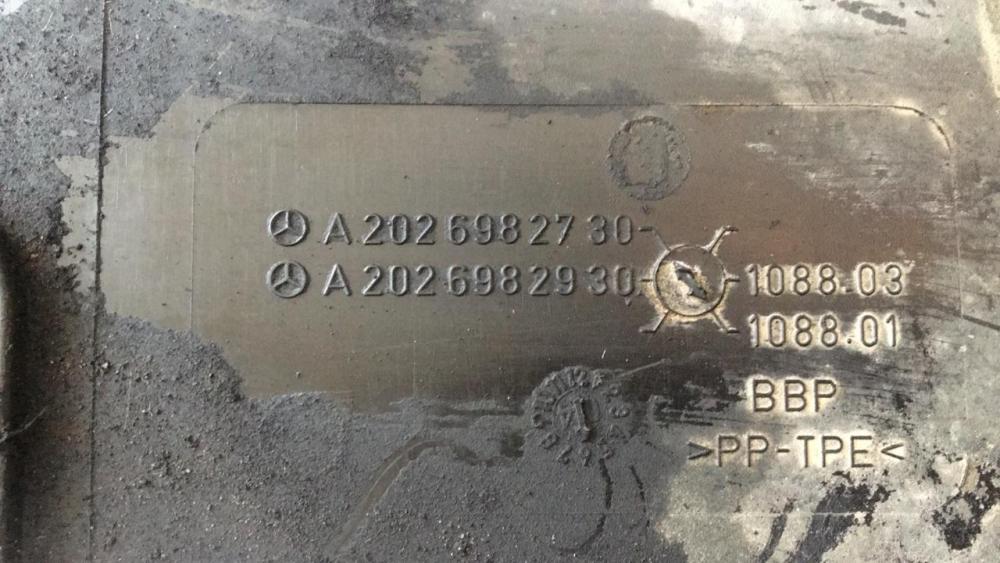 A 202 698 27 30
A 202 698 29 30 1088.03
1088.01
BBP
>PP-TPE<